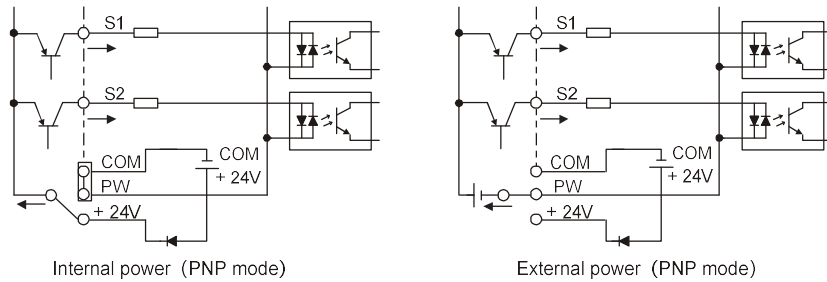 S1
S2
COM
COM
+ 24V
PW
+ 24V
Internal power (PNP mode)
S1
S2
COM
COM
+ 24V
PW
+ 24V
External power (PNP mode)